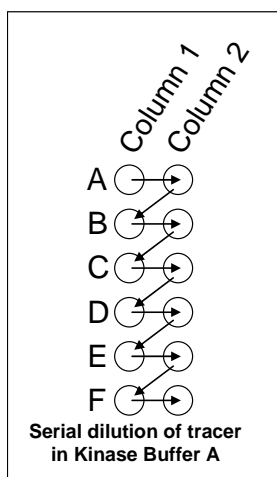 Column 1
Column 2
A
B
C
D
E
F
Serial dilution of tracer
in Kinase Buffer A